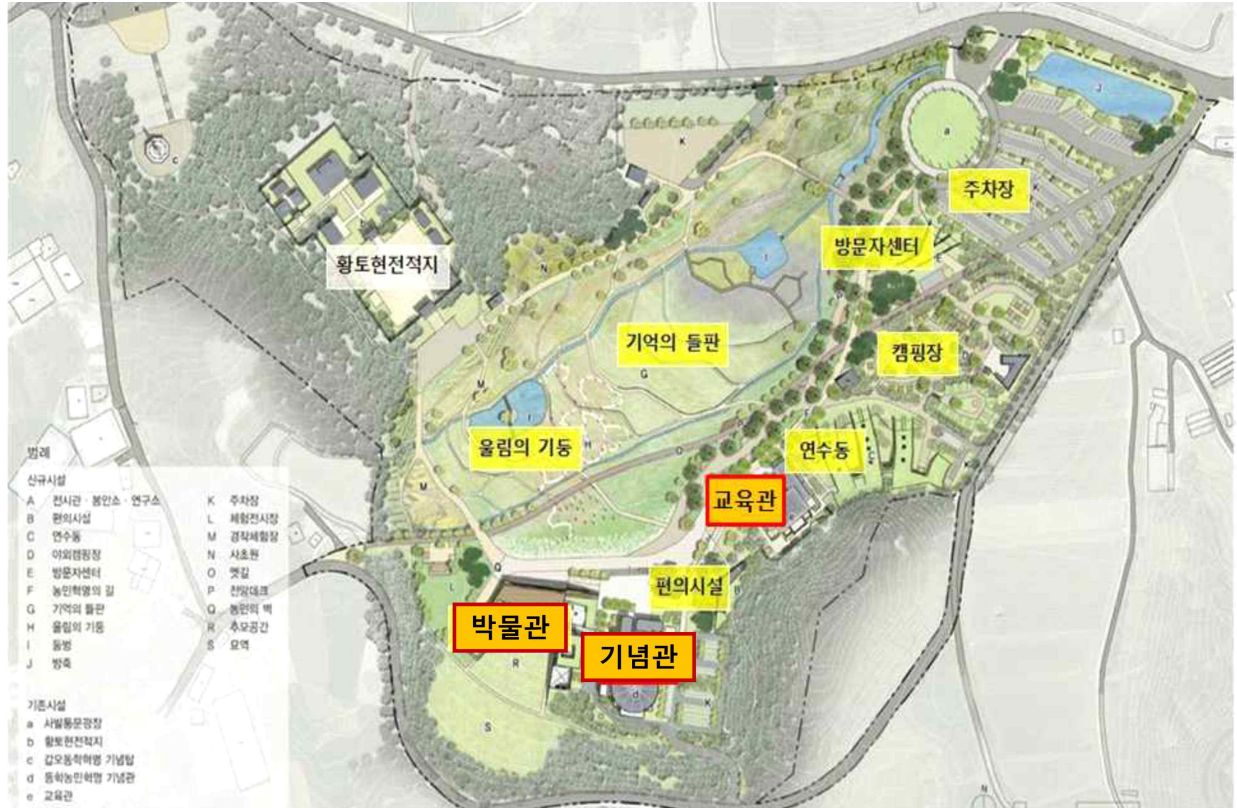 주차장
방문자센터
황토현전적지
기억의 들판
캠핑장
울림의 기둥
연수동
교육관
편의시설
박물관
기념관
범례
신규시설
A 전시관 · 봉안소 · 연구소
B 편의시설
C 연수동
D 야외캠핑장
E 방문자센터
F 농민혁명의 길
G 기억의 들판
H 울림의 기둥
I 둠벙
J 방죽
K 주차장
L 체험전시장
M 경작체험장
N 사초원
O 옛길
P 전망데크
Q 농민의 벽
R 추모공간
S 묘역
기존시설
a 사발통문광장
b 황토현전적지
c 갑오동학혁명 기념탑
d 동학농민혁명 기념관
e 교육관